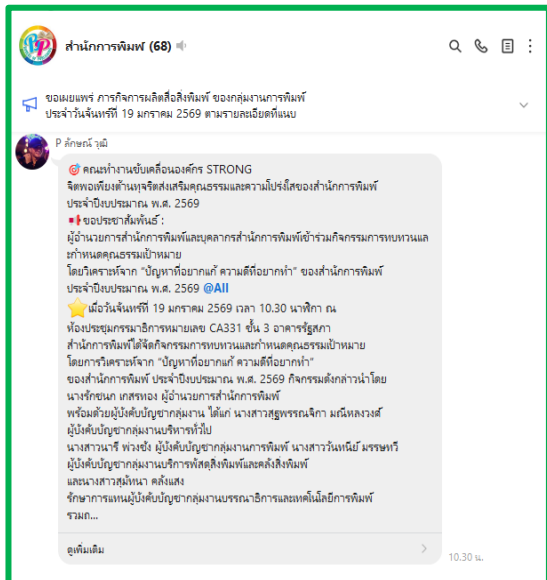 สำนักการพิมพ์ (68)
ขอเผยแพร่ ภารกิจการผลิตสื่อสิ่งพิมพ์ ของกลุ่มงานการพิมพ์
ประจำวันจันทร์ที่ 19 มกราคม 2569 ตามรายละเอียดที่แนบ
P ลักษณ์ วุฒิ
🎯 คณะทำงานขับเคลื่อนองค์กร STRONG
จิตพอเพียงต้านทุจริตส่งเสริมคุณธรรมและความโปร่งใสของสำนักการพิมพ์
ประจำปีงบประมาณ พ.ศ. 2569
📢 ขอประชาสัมพันธ์ :
ผู้อำนวยการสำนักการพิมพ์และบุคลากรสำนักการพิมพ์เข้าร่วมกิจกรรมการทบทวนและ
ะกำหนดคุณธรรมเป้าหมาย
โดยวิเคราะห์จาก "ปัญหาที่อยากแก้ ความดีที่อยากทำ" ของสำนักการพิมพ์
ประจำปีงบประมาณ พ.ศ. 2569 @All
⭐เมื่อวันจันทร์ที่ 19 มกราคม 2569 เวลา 10.30 นาฬิกา ณ
ห้องประชุมกรรมาธิการหมายเลข CA331 ชั้น 3 อาคารรัฐสภา
สำนักการพิมพ์ได้จัดกิจกรรมการทบทวนและกำหนดคุณธรรมเป้าหมาย
โดยการวิเคราะห์จาก "ปัญหาที่อยากแก้ ความดีที่อยากทำ"
ของสำนักการพิมพ์ ประจำปีงบประมาณ พ.ศ. 2569 กิจกรรมดังกล่าวนำโดย
นางรักชนก เกสรทอง ผู้อำนวยการสำนักการพิมพ์
พร้อมด้วยผู้บังคับบัญชากลุ่มงาน ได้แก่ นางสาวสุฐพรรณจิกา มณีหลวงศ์
ผู้บังคับบัญชากลุ่มงานบริหารทั่วไป
นางสาวนารี พ่วงชัง ผู้บังคับบัญชากลุ่มงานการพิมพ์ นางสาววันทนีย์ มรรษทวี
ผู้บังคับบัญชากลุ่มงานบริการพัสดุสิ่งพิมพ์และคลังสิ่งพิมพ์
และนางสาวสุมัทนา คลังแสง
รักษาการแทนผู้บังคับบัญชากลุ่มงานบรรณาธิการและเทคโนโลยีการพิมพ์
รวมถ...
ดูเพิ่มเติม
10.30 น.